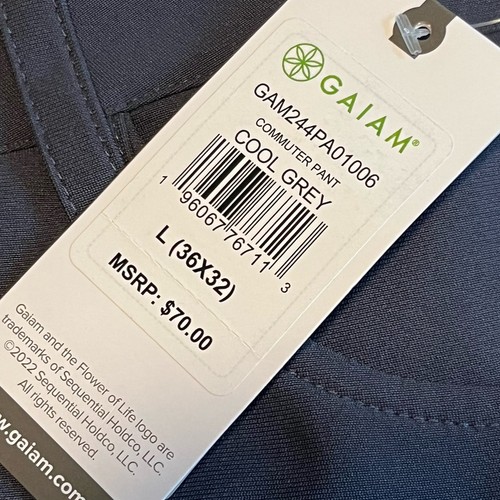 GAIAM®
GAM244PA01006
COMMUTER PANT
COOL GREY
1 96067 76711 3
L (36X32)
MSRP: $70.00
Gaiam and the Flower of Life logo are
trademarks of Sequential Holdco, LLC.
©2022 Sequential Holdco, LLC.
All rights reserved.
w.gaiam.com